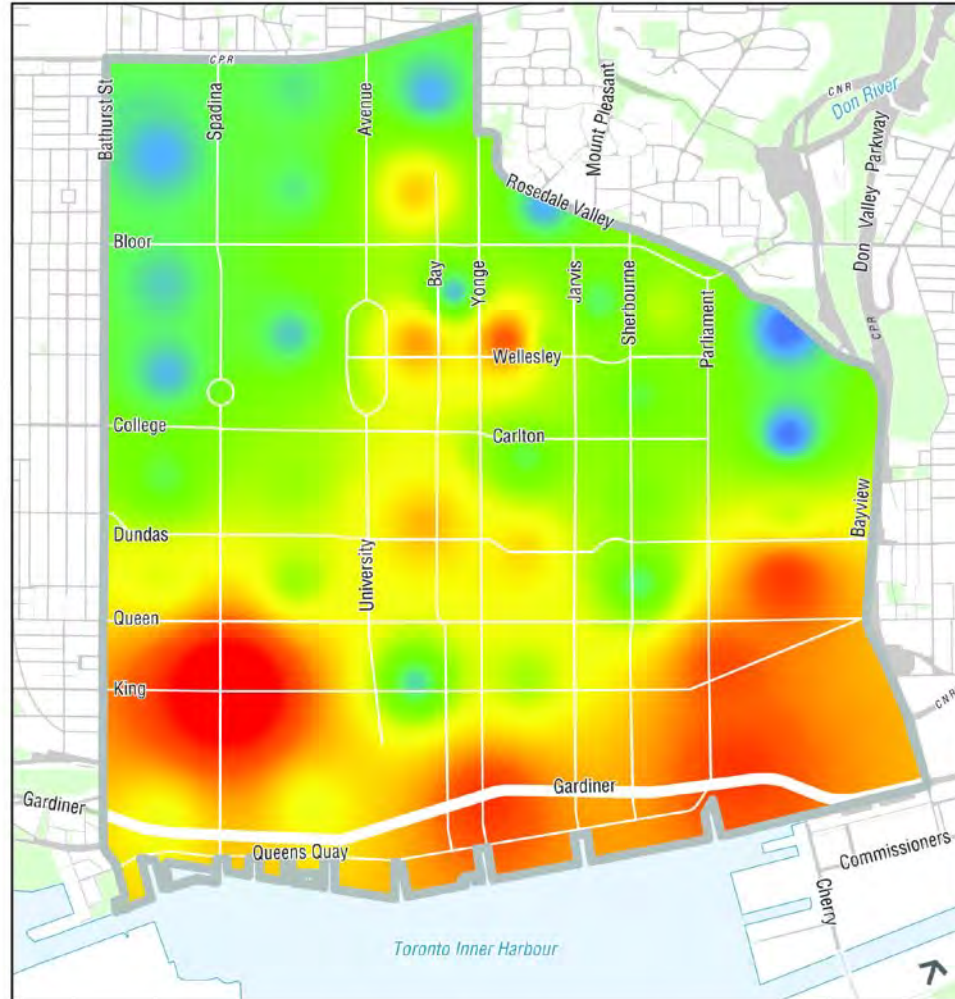 CPR
CNR
Don River
Bathurst St
Spadina
Avenue
Mount Pleasant
Don Valley Parkway
Rosedale Valley
Bloor
Bay
Yonge
Jarvis
Sherbourne
Parliament
CPR
Wellesley
College
Carlton
Bayview
Dundas
University
Queen
King
CNR
Gardiner
Gardiner
Queens Quay
Commissioners
Cherry
Toronto Inner Harbour